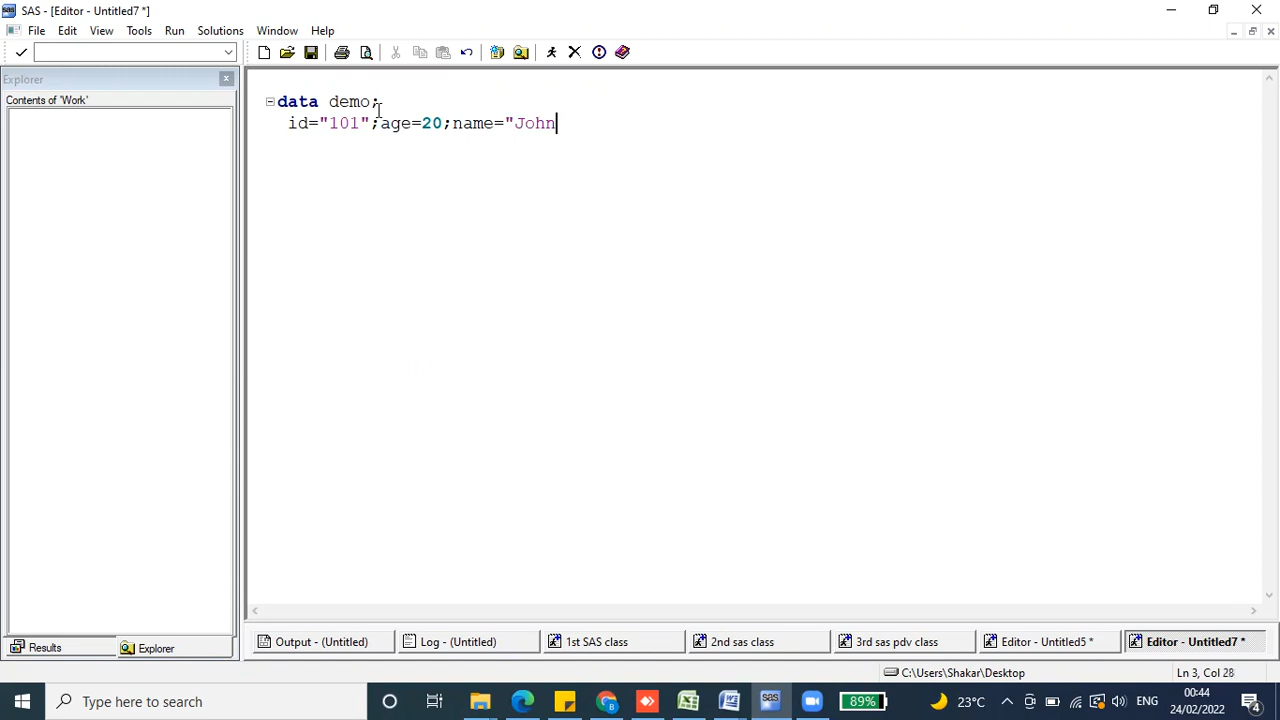 SAS - [Editor - Untitled7 *]
File Edit View Tools Run Solutions Window Help
Explorer
Contents of 'Work'
data demo;
id="101";age=20;name="John
Results Explorer
Output - (Untitled) Log - (Untitled) 1st SAS class 2nd sas class 3rd sas pdv class Editor - Untitled5 * Editor - Untitled7 *
C:\Users\Shakar\Desktop Ln 3, Col 28
Type here to search 89% 23°C ENG 00:44 24/02/2022 4